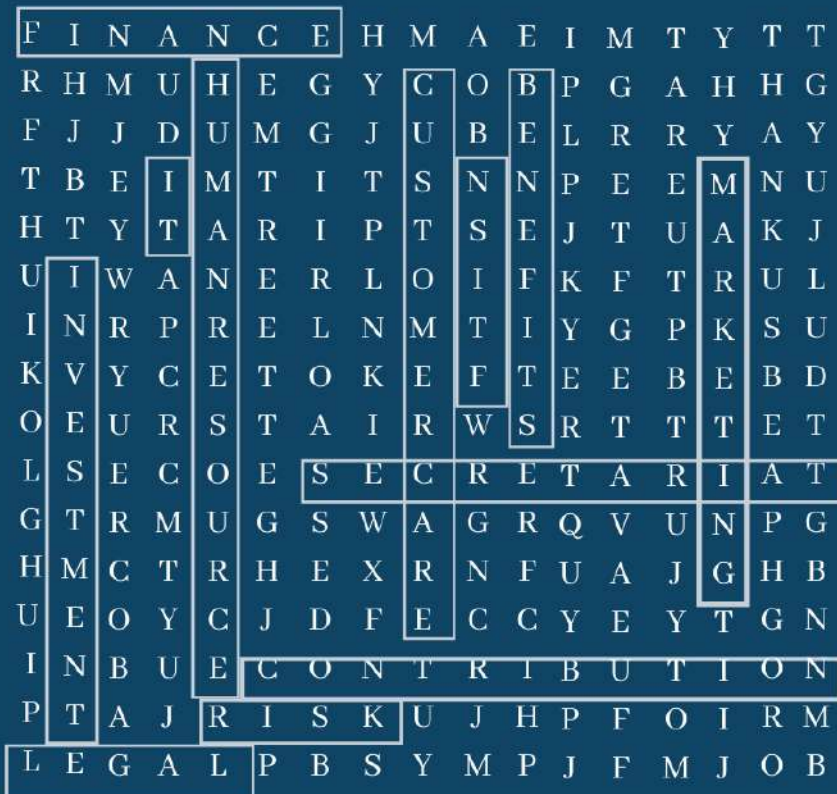 F I N A N C E H M A E I M T Y T T
R H M U H E G Y C O B P G A H H G
F J J D U M G J U B E L R R Y A Y
T B E I M T I T S N N P E E M N U
H T Y T A R I P T S E J T U A K J
U I W A N E R L O I F K F T R U L
I N R P R E L N M T I Y G P K S U
K V Y C E T O K E F T E E B E B D
O E U R S T A I R W S R T T T E T
L S E C O E S E C R E T A R I A T
G T R M U G S W A G R Q V U N P G
H M C T R H E X R N F U A J G H B
U E O Y C J D F E C C Y E Y T G N
I N B U E C O N T R I B U T I O N
P T A J R I S K U J H P F O I R M
L E G A L P B S Y M P J F M J O B